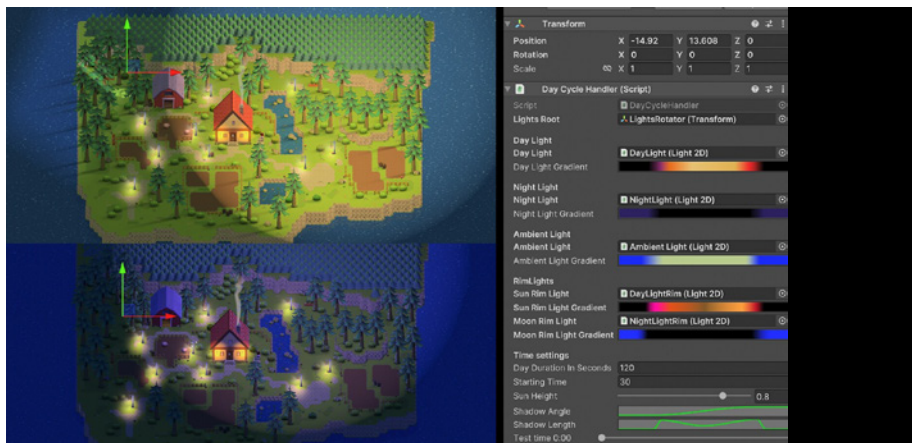 Transform
Position X -14.92 Y 13.608 Z 0
Rotation X 0 Y 0 Z 0
Scale X 1 Y 1 Z 1
Day Cycle Handler (Script)
Script DayCycleHandler
Lights Root LightsRotator (Transform)
Day Light
Day Light DayLight (Light 2D)
Day Light Gradient
Night Light
Night Light NightLight (Light 2D)
Night Light Gradient
Ambient Light
Ambient Light Ambient Light (Light 2D)
Ambient Light Gradient
RimLights
Sun Rim Light DayLightRim (Light 2D)
Sun Rim Light Gradient
Moon Rim Light NightLightRim (Light 2D)
Moon Rim Light Gradient
Time settings
Day Duration In Seconds 120
Starting Time 30
Sun Height 0.8
Shadow Angle
Shadow Length
Test time 0:00